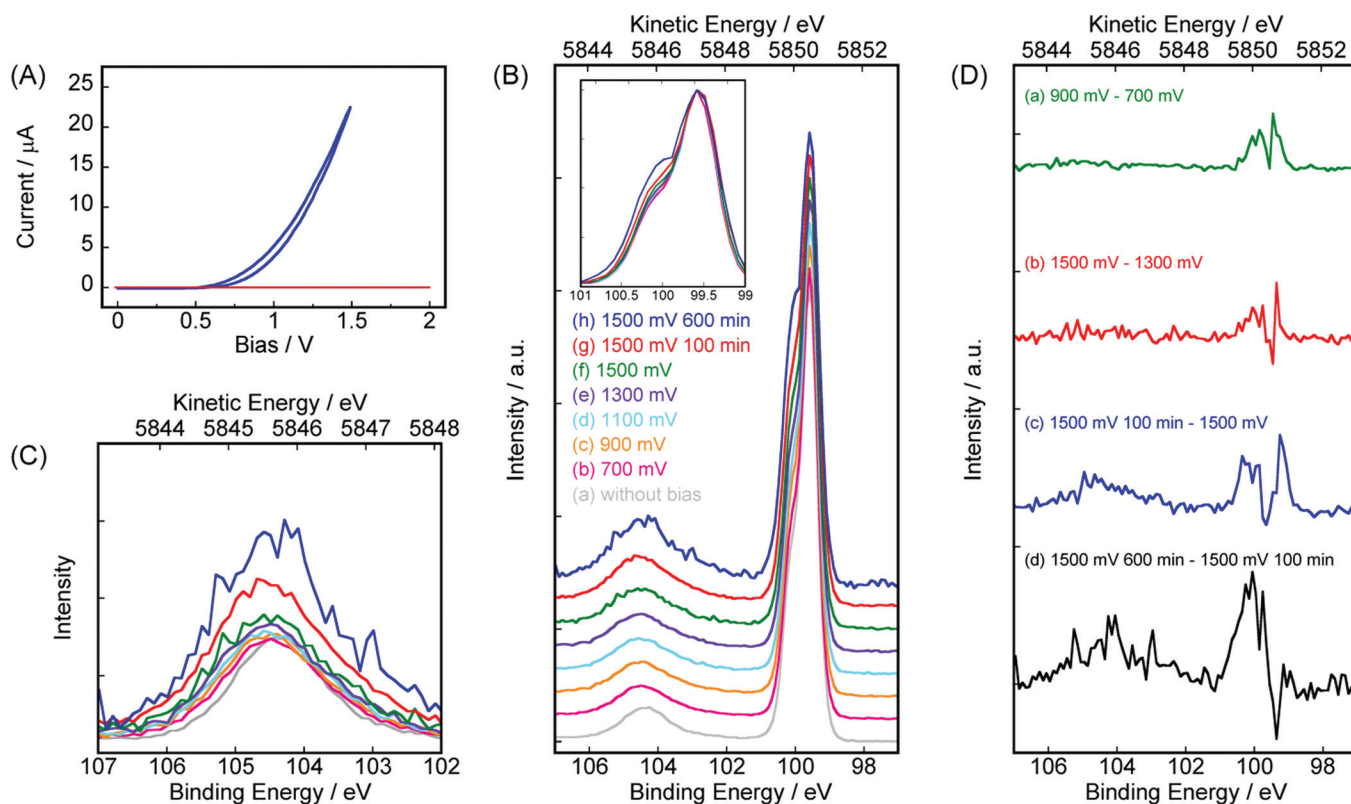 (A)
25
20
15
10
5
0
Current / μA
0
0.5
1.0
1.5
2
Bias / V
Kinetic Energy / eV
5844
5845
5846
5847
5848
(C)
Intensity
107
106
105
104
103
102
Binding Energy / eV
Kinetic Energy / eV
5844
5846
5848
5850
5852
(B)
101
100.5
100
99.5
99
(h) 1500 mV 600 min
(g) 1500 mV 100 min
(f) 1500 mV
(e) 1300 mV
(d) 1100 mV
(c) 900 mV
(b) 700 mV
(a) without bias
Intensity / a.u.
106
104
102
100
98
Binding Energy / eV
Kinetic Energy / eV
5844
5846
5848
5850
5852
(D)
(a) 900 mV - 700 mV
(b) 1500 mV - 1300 mV
(c) 1500 mV 100 min - 1500 mV
(d) 1500 mV 600 min - 1500 mV 100 min
Intensity / a.u.
106
104
102
100
98
Binding Energy / eV